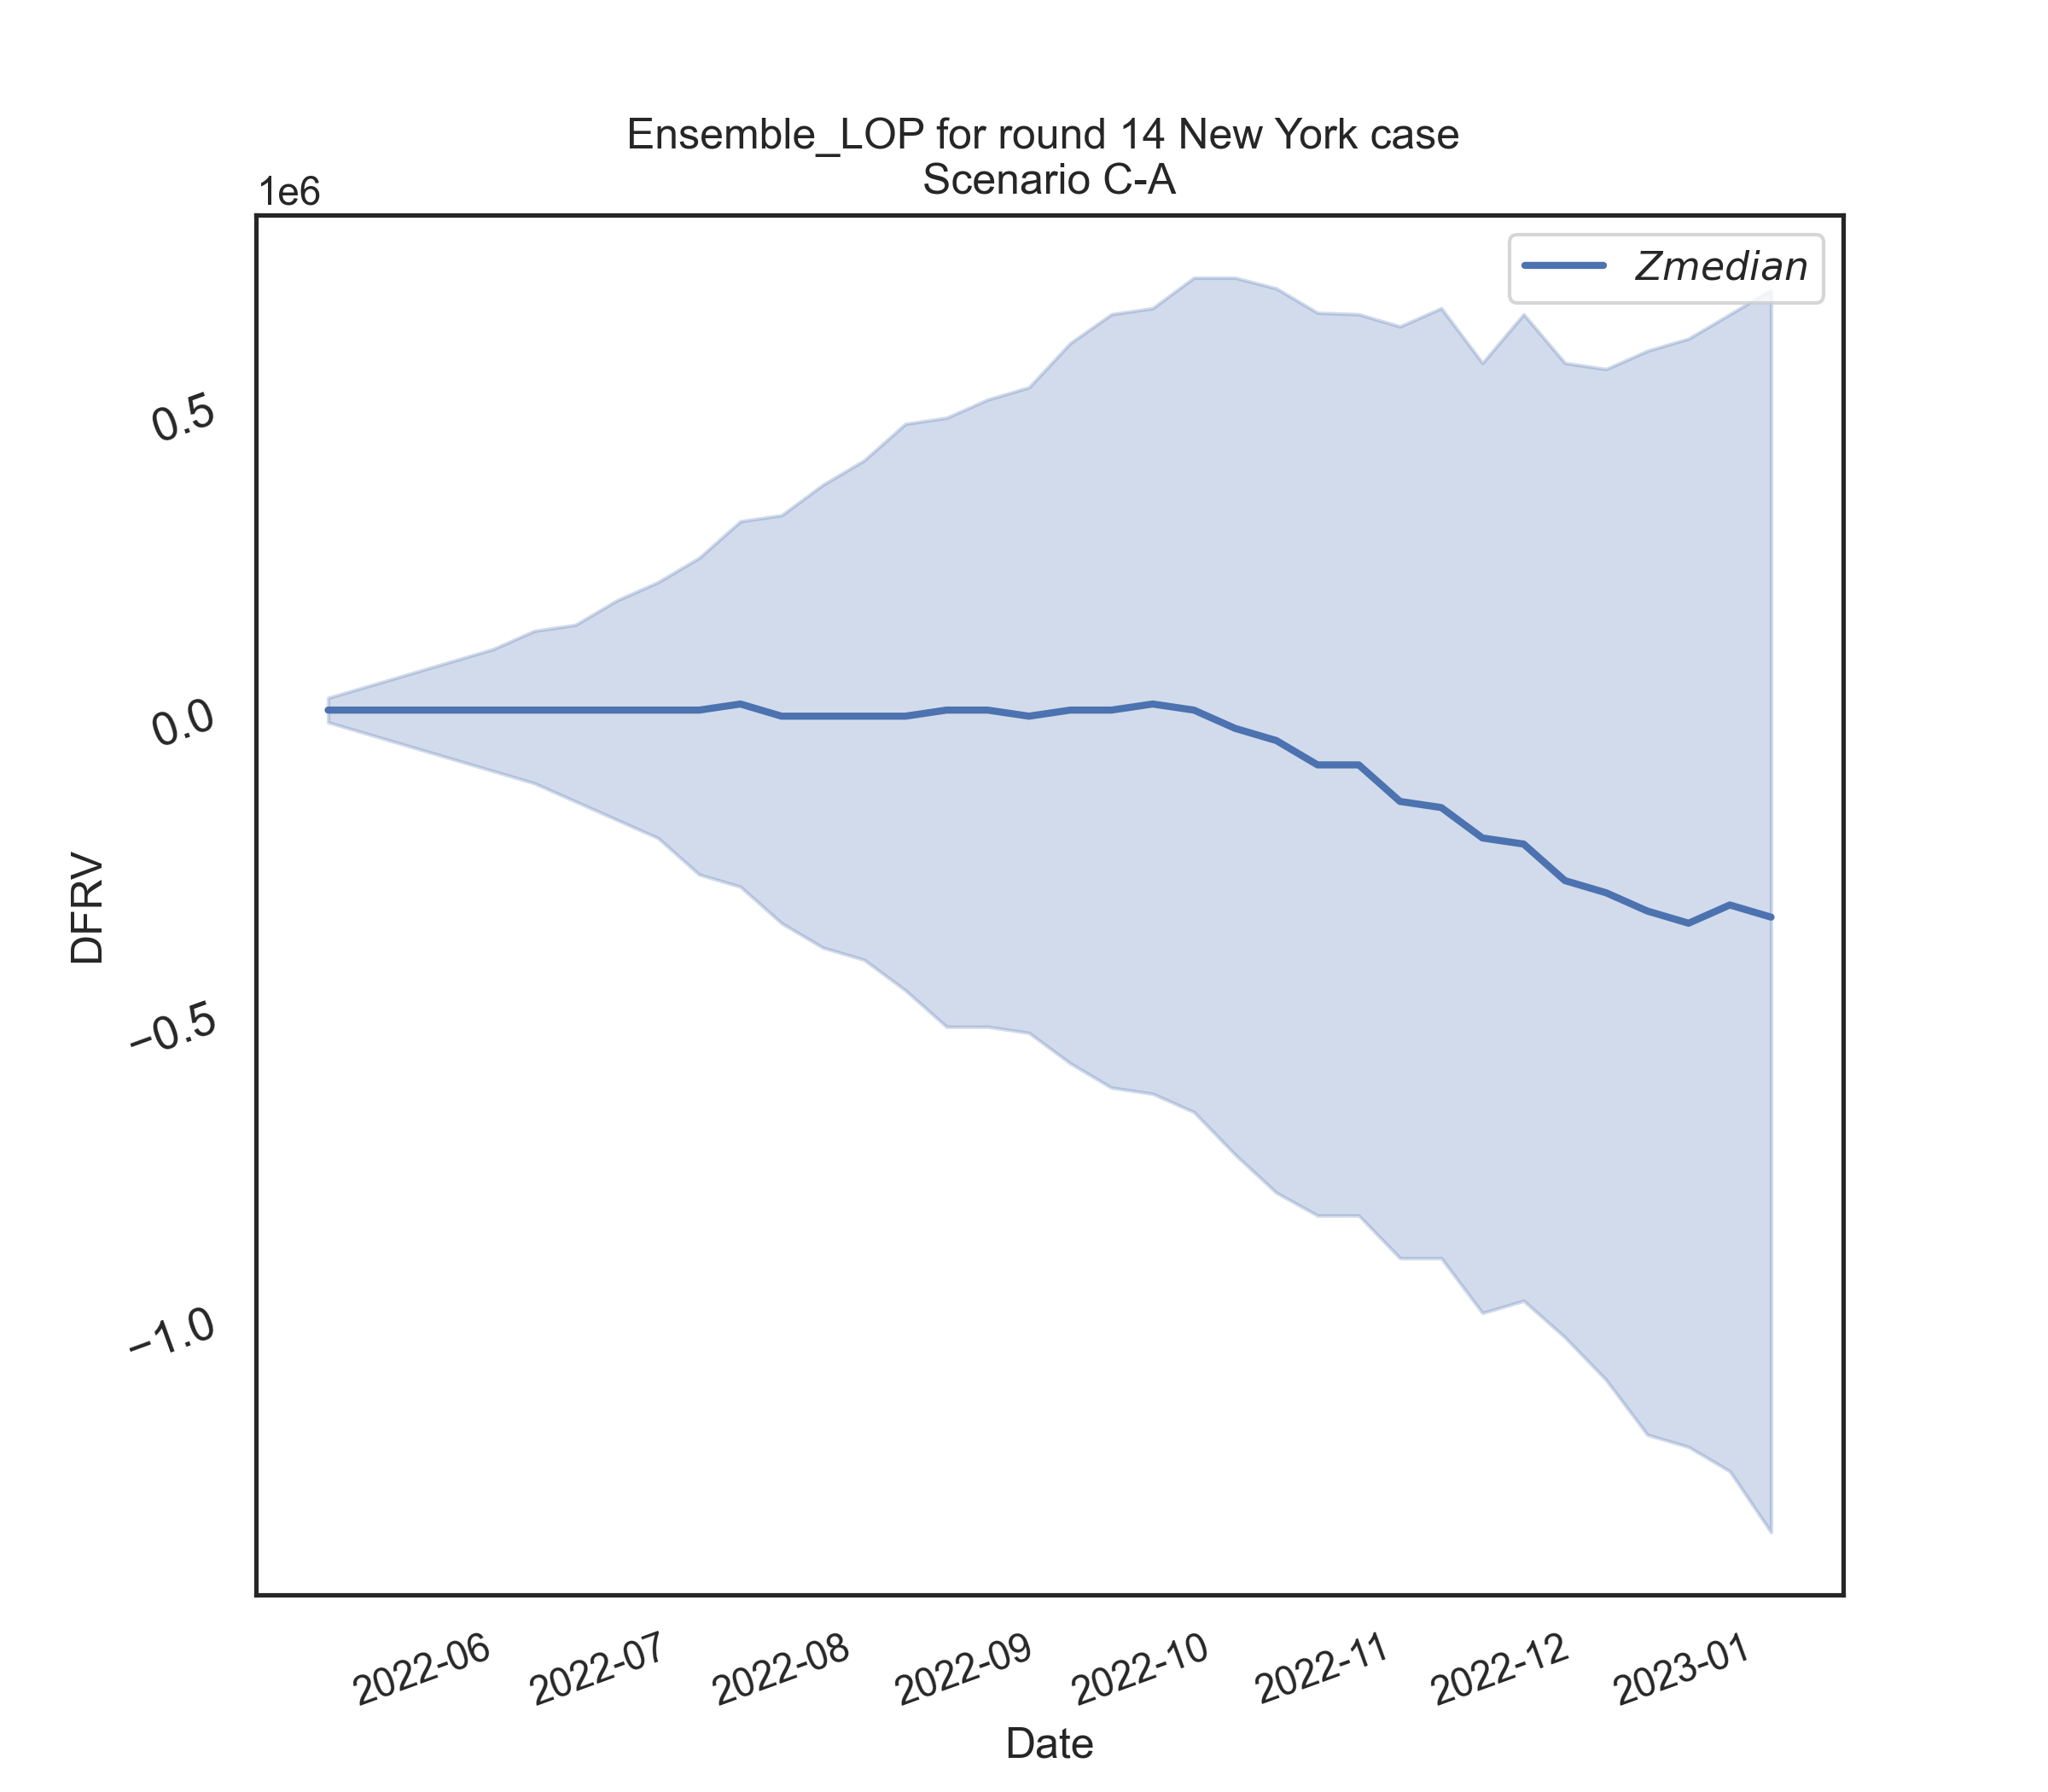 Ensemble_LOP for round 14 New York case
Scenario C-A
1e6
Zmedian
0.5
0.0
−0.5
−1.0
DFRV
2022-06 2022-07 2022-08 2022-09 2022-10 2022-11 2022-12 2023-01
Date